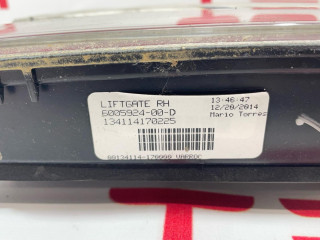 LIFTGATE RH
6005924-00-D
134114170225
13:46:47
12/20/2014
Mario Torres